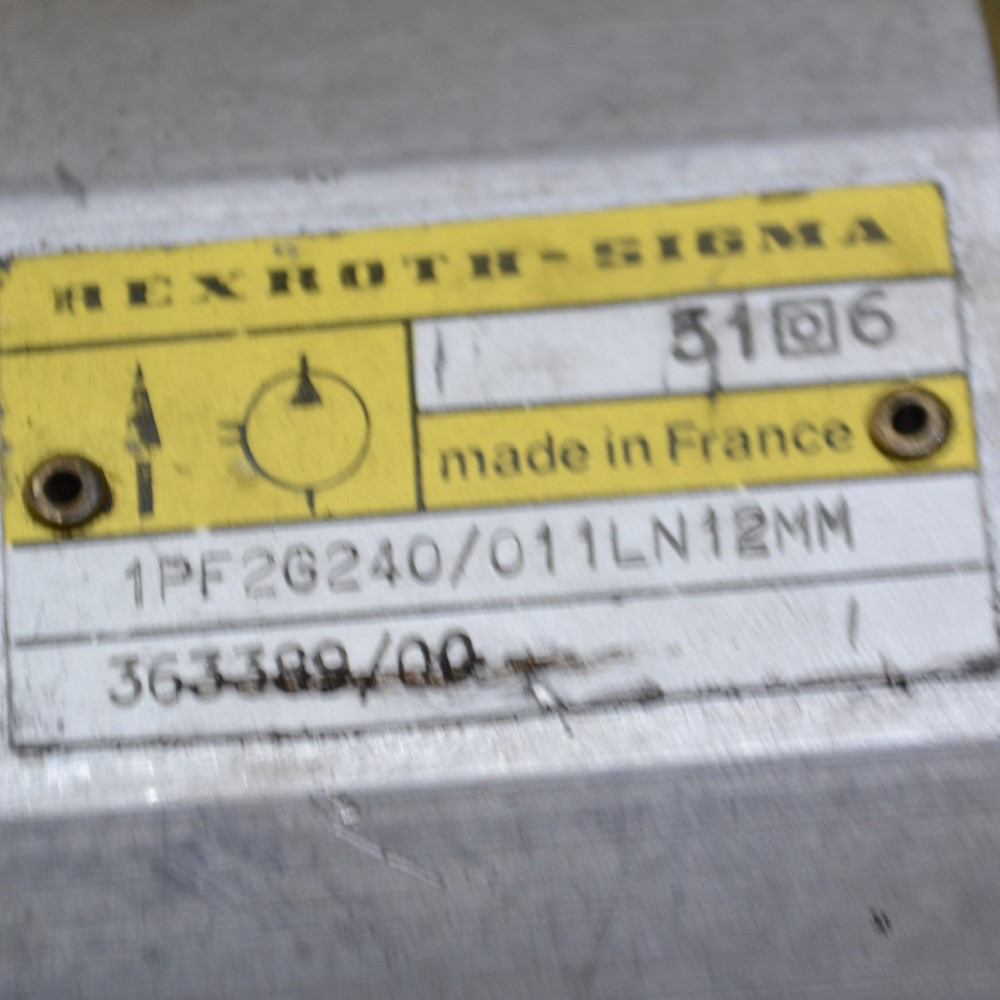 REXROTH-SIGMA
51 6
made in France
1PF2G240/011LN12MM
363389/00